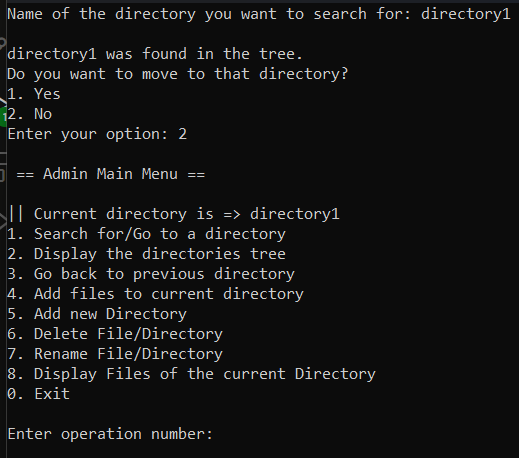 Name of the directory you want to search for: directory1
directory1 was found in the tree.
Do you want to move to that directory?
1. Yes
2. No
Enter your option: 2
== Admin Main Menu ==
|| Current directory is => directory1
1. Search for/Go to a directory
2. Display the directories tree
3. Go back to previous directory
4. Add files to current directory
5. Add new Directory
6. Delete File/Directory
7. Rename File/Directory
8. Display Files of the current Directory
0. Exit
Enter operation number: